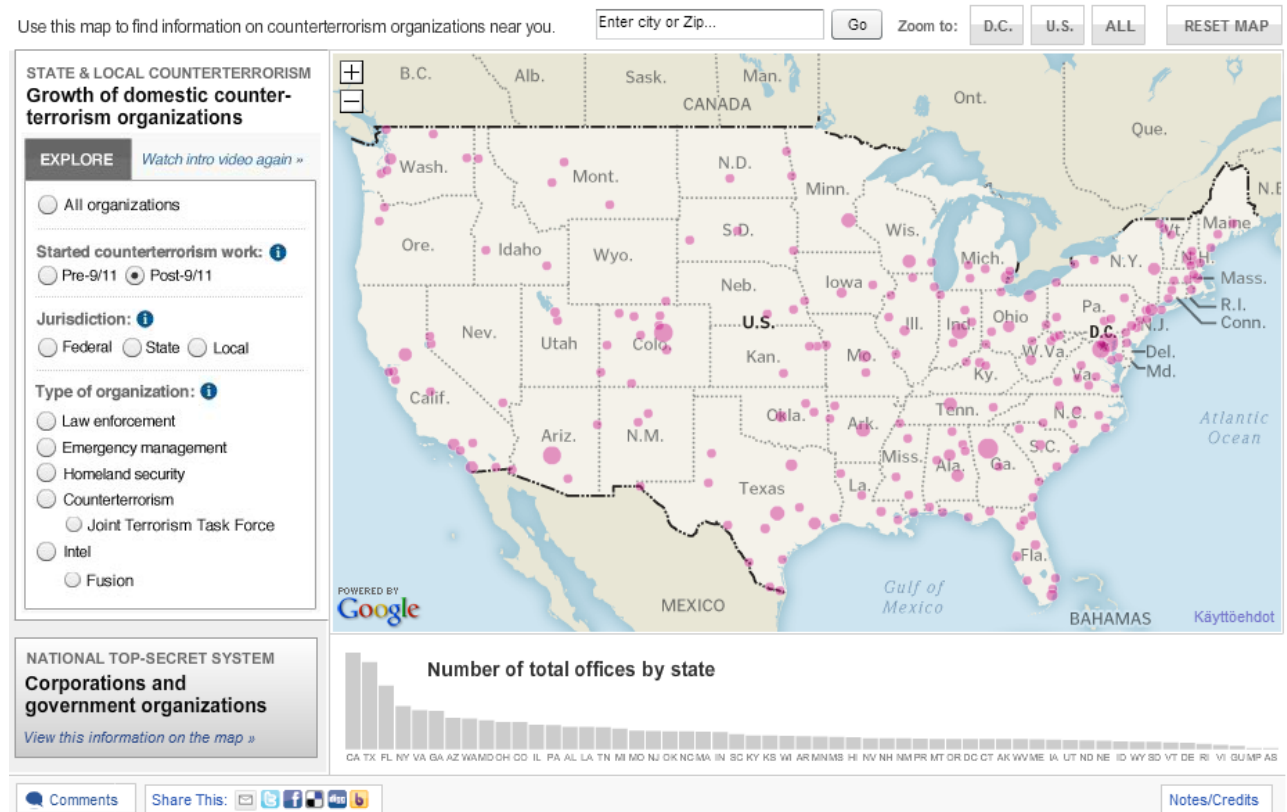 Use this map to find information on counterterrorism organizations near you.
Enter city or Zip...
Go
Zoom to:
D.C.
U.S.
ALL
RESET MAP
STATE & LOCAL COUNTERTERRORISM
Growth of domestic counter-
terrorism organizations
EXPLORE
Watch intro video again »
All organizations
Started counterterrorism work: i
Pre-9/11 Post-9/11
Jurisdiction: i
Federal State Local
Type of organization: i
Law enforcement
Emergency management
Homeland security
Counterterrorism
Joint Terrorism Task Force
Intel
Fusion
NATIONAL TOP-SECRET SYSTEM
Corporations and
government organizations
View this information on the map »
+
−
B.C.
Alb.
Sask.
Man.
CANADA
Ont.
Que.
N.B
Wash.
Mont.
N.D.
Minn.
Vt.
Maine
Ore.
Idaho
Wyo.
S.D.
Wis.
Mich.
N.Y.
N.H.
Mass.
R.I.
Conn.
Neb.
Iowa
Pa.
N.J.
Nev.
Utah
Colo.
U.S.
Kan.
Ill.
Ind.
Ohio
D.C.
Del.
Md.
Mo.
W.Va.
Va.
Ky.
Calif.
Ariz.
N.M.
Okla.
Ark.
Tenn.
N.C.
S.C.
Atlantic
Ocean
Texas
La.
Miss.
Ala.
Ga.
Fla.
MEXICO
Gulf of
Mexico
BAHAMAS
POWERED BY
Google
Käyttöehdot
Number of total offices by state
CA TX FL NY VA GA AZ WA MD OH CO IL PA AL LA TN MI MO NJ OK NC MA IN SC KY KS WI AR MN MS HI NV NH NM PR MT OR DC CT AK WV ME IA UT ND NE ID WY SD VT DE RI VI GU MP AS
Comments
Share This:
digg
b
Notes/Credits